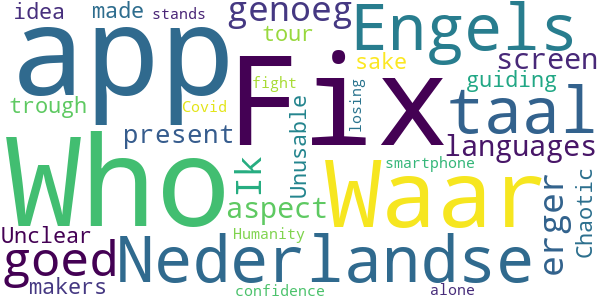 idea
made
stands
genoeg
Engels
app
tour
Fix
sake
screen
fight
guiding
trough
Covid
losing
taal
present
Unusable
languages
Who
Ik
Waar
smartphone
aspect
erger
Chaotic
Unclear
Humanity
goed
Nederlandse
makers
confidence
alone